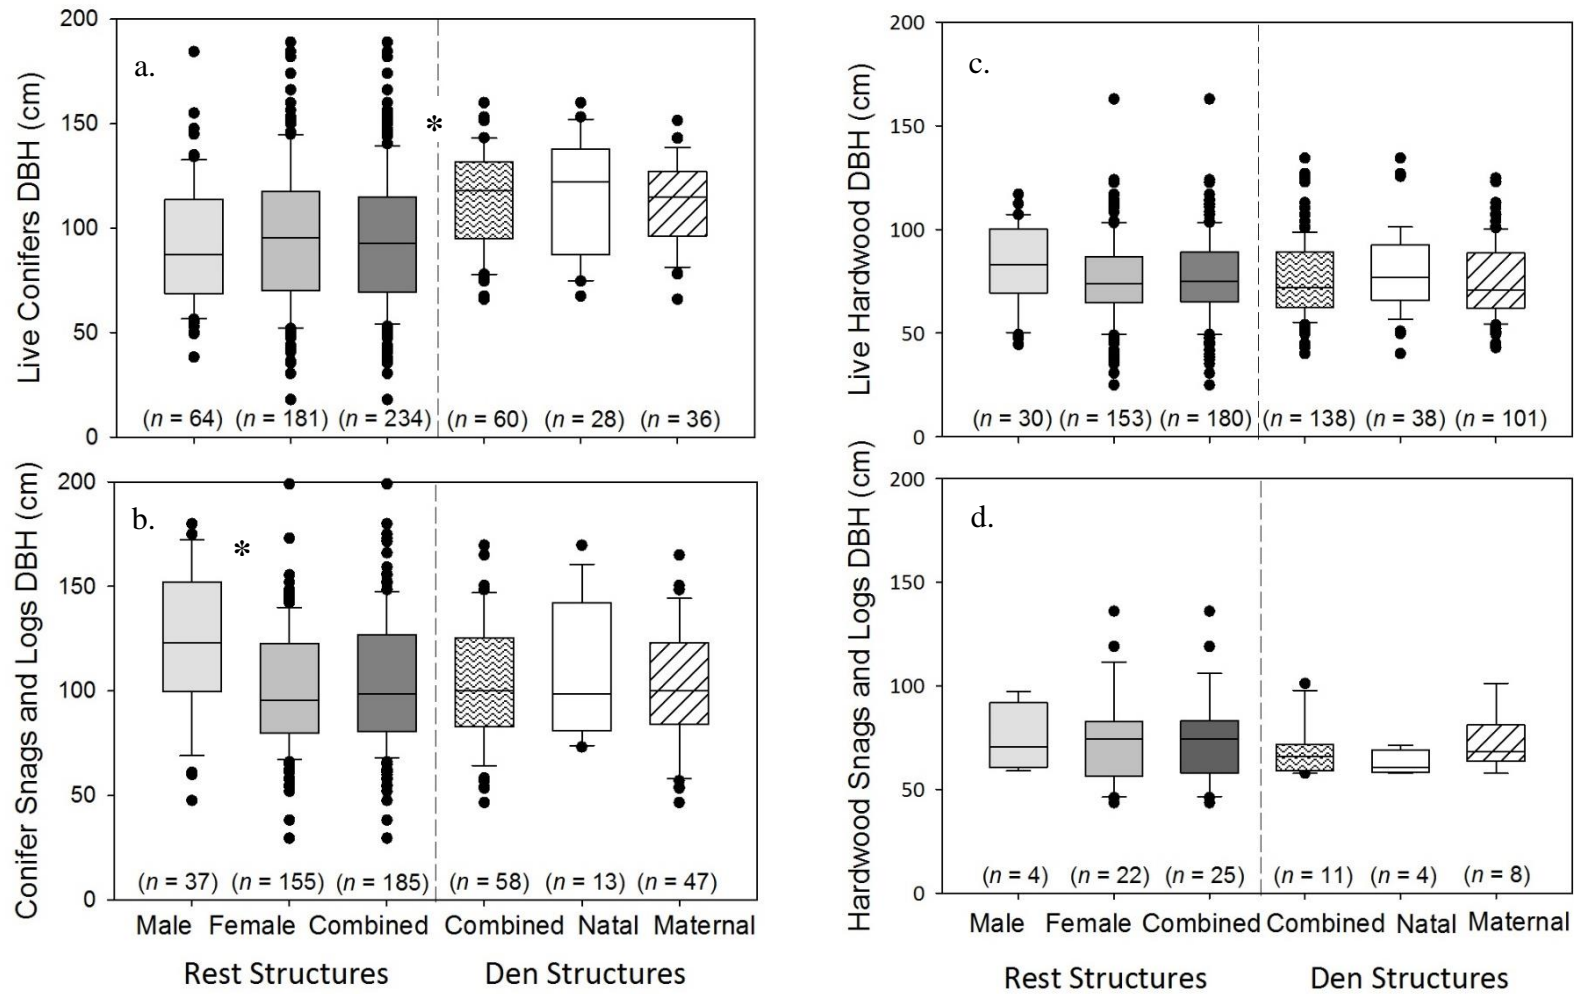 a.
Live Conifers DBH (cm)
200
150
100
50
0
*
(n = 64) (n = 181) (n = 234) (n = 60) (n = 28) (n = 36)
b.
Conifer Snags and Logs DBH (cm)
200
150
100
50
0
*
(n = 37) (n = 155) (n = 185) (n = 58) (n = 13) (n = 47)
Male Female Combined Combined Natal Maternal
Rest Structures Den Structures
c.
Live Hardwood DBH (cm)
200
150
100
50
0
(n = 30) (n = 153) (n = 180) (n = 138) (n = 38) (n = 101)
d.
Hardwood Snags and Logs DBH (cm)
200
150
100
50
0
(n = 4) (n = 22) (n = 25) (n = 11) (n = 4) (n = 8)
Male Female Combined Combined Natal Maternal
Rest Structures Den Structures